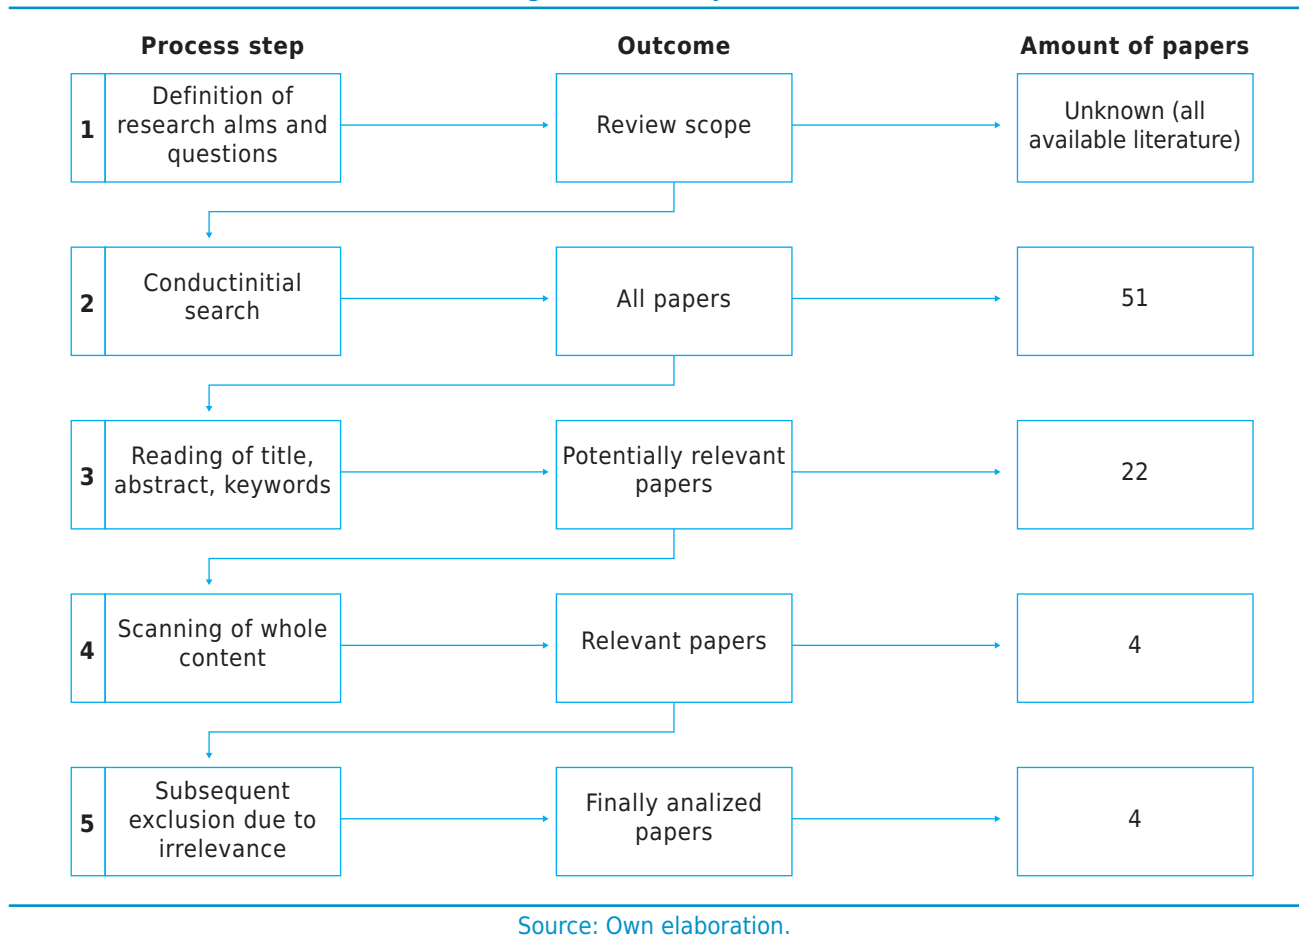 Process step
Outcome
Amount of papers
1
Definition of
research alms and
questions
Review scope
Unknown (all
available literature)
2
Conductinitial
search
All papers
51
3
Reading of title,
abstract, keywords
Potentially relevant
papers
22
4
Scanning of whole
content
Relevant papers
4
5
Subsequent
exclusion due to
irrelevance
Finally analized
papers
4
Source: Own elaboration.